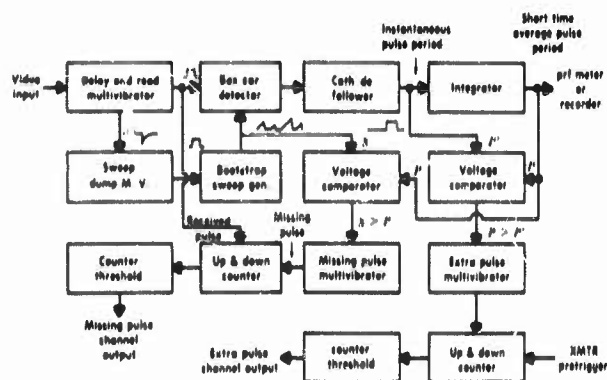 Instantaneous
pulse period
Short time
average pulse
period
Video
input
Delay and read
multivibrator
Box car
detector
Cath de
follower
Integrator
prf meter
or
recorder
Sweep
dump M V.
Bootstrap
sweep gen
Voltage
comparator
Voltage
comparator
Received
pulse
Missing
pulse
Counter
threshold
Up & down
counter
Missing pulse
multivibrator
Extra pulse
multivibrator
Missing pulse
channel
output
Extra pulse
channel output
counter
threshold
Up & down
counter
XMTR
pretrigger